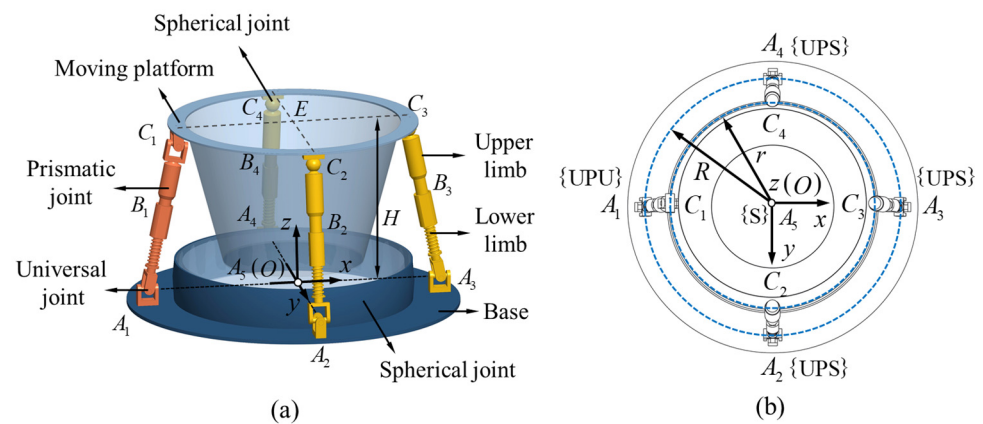 Spherical joint
Moving platform
C₁
C₄
E
C₃
C₂
Prismatic
joint
B₁
B₄
B₂
B₃
Upper
limb
H
Lower
limb
A₄
z
Universal
joint
A₅(O)
x
y
A₁
A₂
A₃
Base
Spherical joint
(a)
A₄{UPS}
C₄
R
r
{UPU}
A₁
C₁
z(O)
{S}
A₅
x
y
C₃
{UPS}
A₃
C₂
A₂{UPS}
(b)